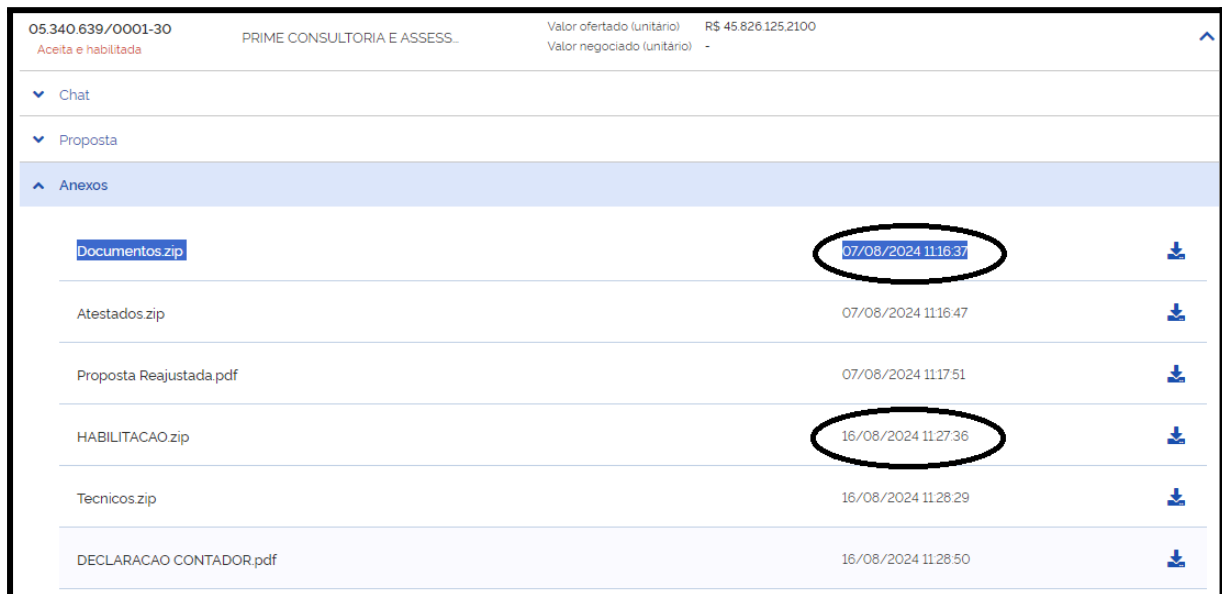 05.340.639/0001-30
Aceita e habilitada
PRIME CONSULTORIA E ASSESS...
Valor ofertado (unitário) R$ 45.826.125,2100
Valor negociado (unitário) -
Chat
Proposta
Anexos
Documentos.zip 07/08/2024 11:16:37
Atestados.zip 07/08/2024 11:16:47
Proposta Reajustada.pdf 07/08/2024 11:17:51
HABILITACAO.zip 16/08/2024 11:27:36
Tecnicos.zip 16/08/2024 11:28:29
DECLARACAO CONTADOR.pdf 16/08/2024 11:28:50